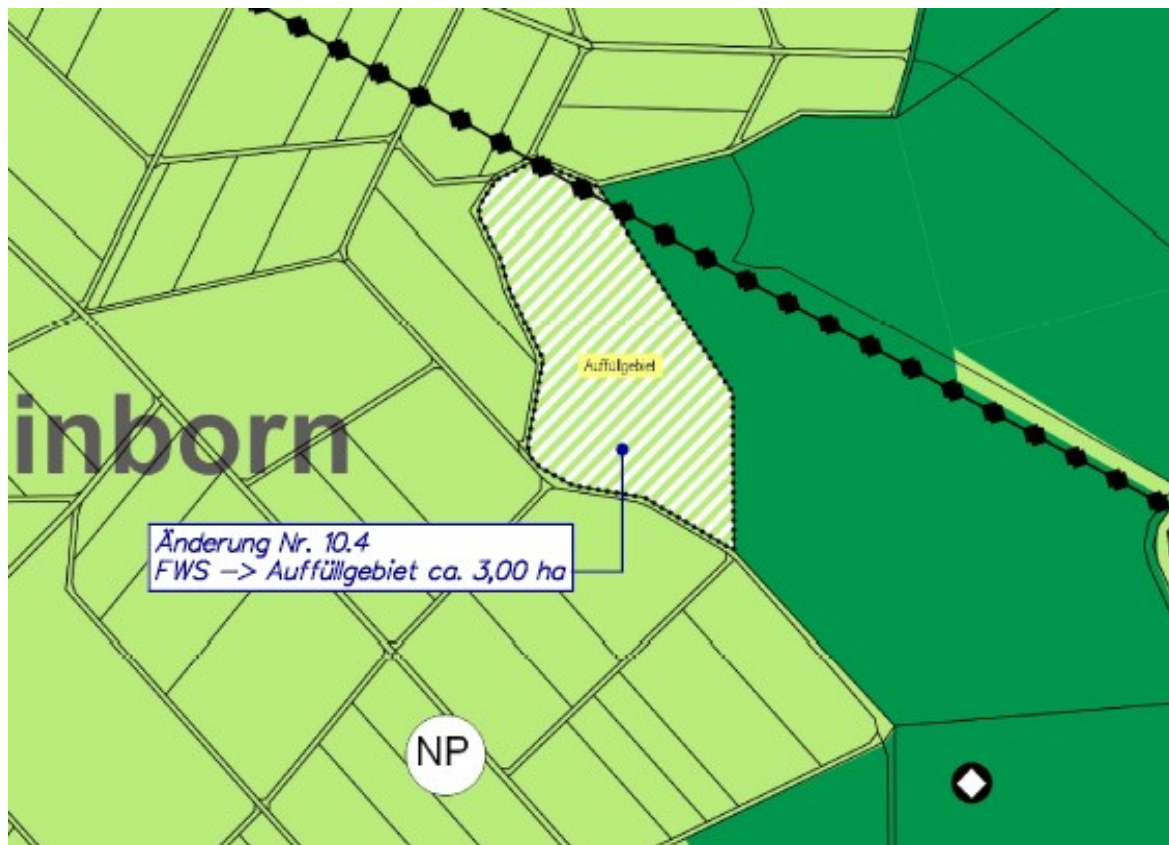 Auffüllgebiet
inborn
Änderung Nr. 10.4
FWS -> Auffüllgebiet ca. 3,00 ha
NP